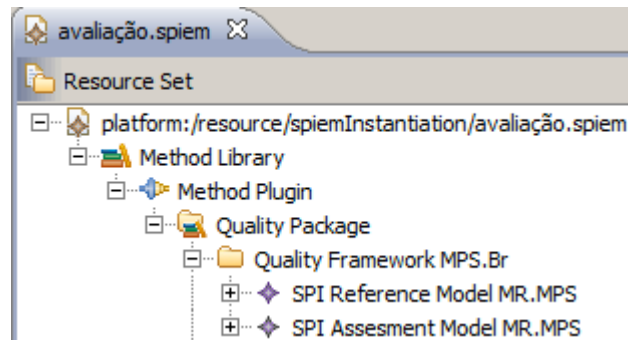 avaliação.spiem
Resource Set
platform:/resource/spiemInstantiation/avaliação.spiem
Method Library
Method Plugin
Quality Package
Quality Framework MPS.Br
SPI Reference Model MR.MPS
SPI Assesment Model MR.MPS